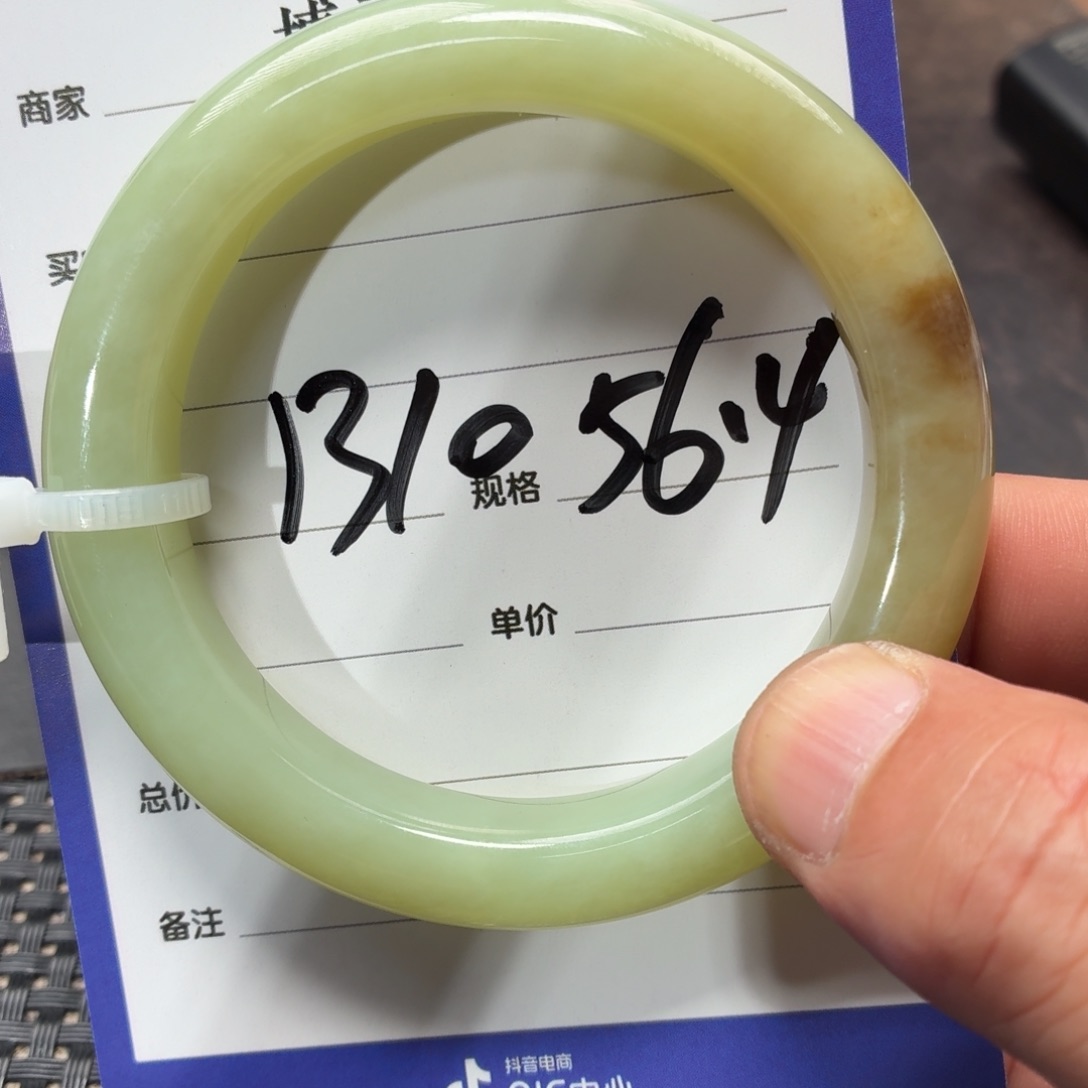 商家
1310 56.4
规格
单价
备注
抖音电商